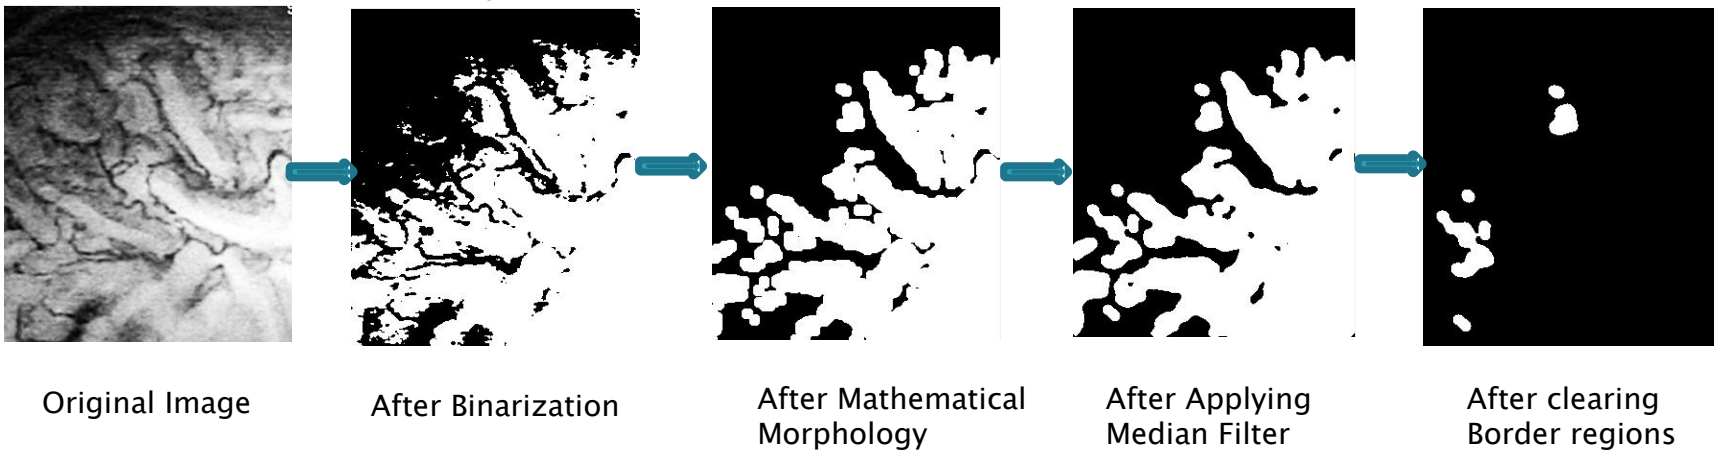 Original Image
After Binarization
After Mathematical
Morphology
After Applying
Median Filter
After clearing
Border regions